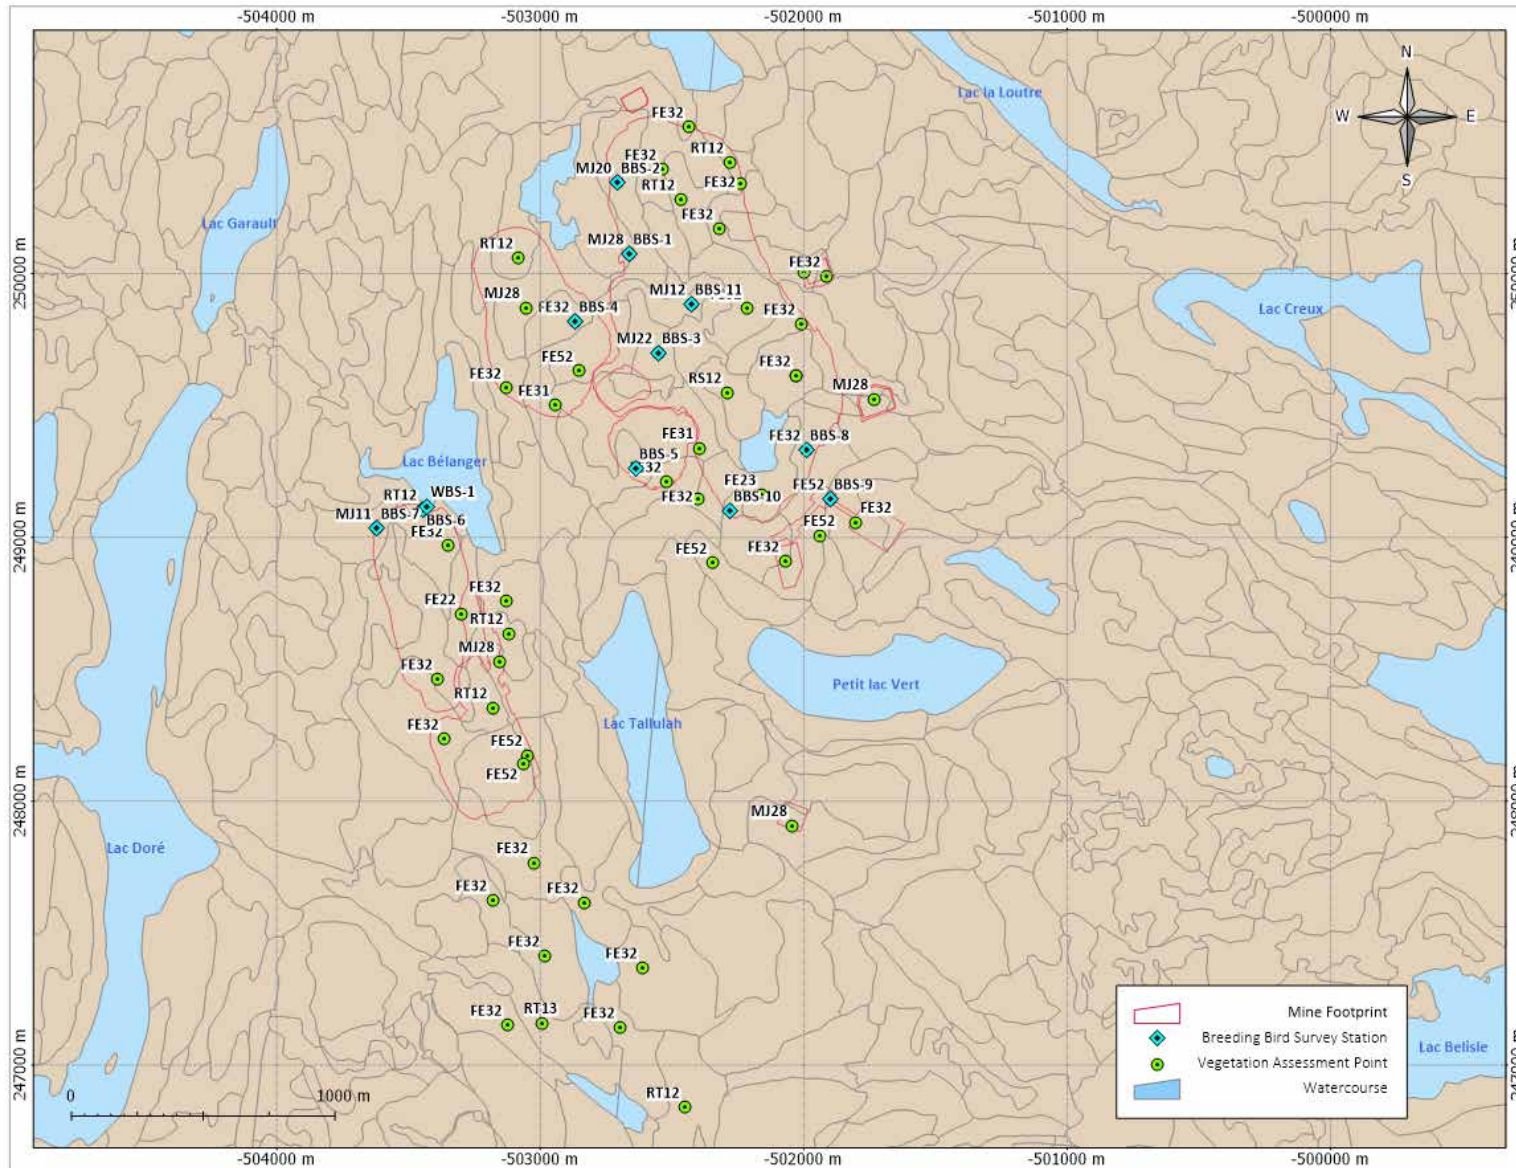 -504000 m
-503000 m
-502000 m
-501000 m
-500000 m
N
W
E
S
Lac la Loutre
FE32
RT12
FE32
MJ20 BBS-2
FE32
RT12
Lac Garault
FE32
RT12
MJ28 BBS-1
250000 m
FE32
MJ28
MJ12 BBS-11
FE32 BBS-4
FE32
Lac Creux
MJ22 BBS-3
FE52
FE32
FE32
RS12
MJ28
FE31
FE31
FE32 BBS-8
Lac Bélanger
BBS-5
FE23
FE52 BBS-9
RT12 WBS-1
FE32
BBS-10
MJ11 BBS-7
BBS-6
FE32
FE32
FE52
249000 m
FE52
FE32
FE32
FE22
RT12
MJ28
FE32
Petit lac Vert
RT12
Lac Tallulah
FE32
FE52
FE52
248000 m
MJ28
Lac Doré
FE32
FE32
FE32
FE32
FE32
FE32
RT13
FE32
Mine Footprint
Breeding Bird Survey Station
Vegetation Assessment Point
Watercourse
Lac Belisle
247000 m
0
1000 m
RT12
-504000 m
-503000 m
-502000 m
-501000 m
-500000 m